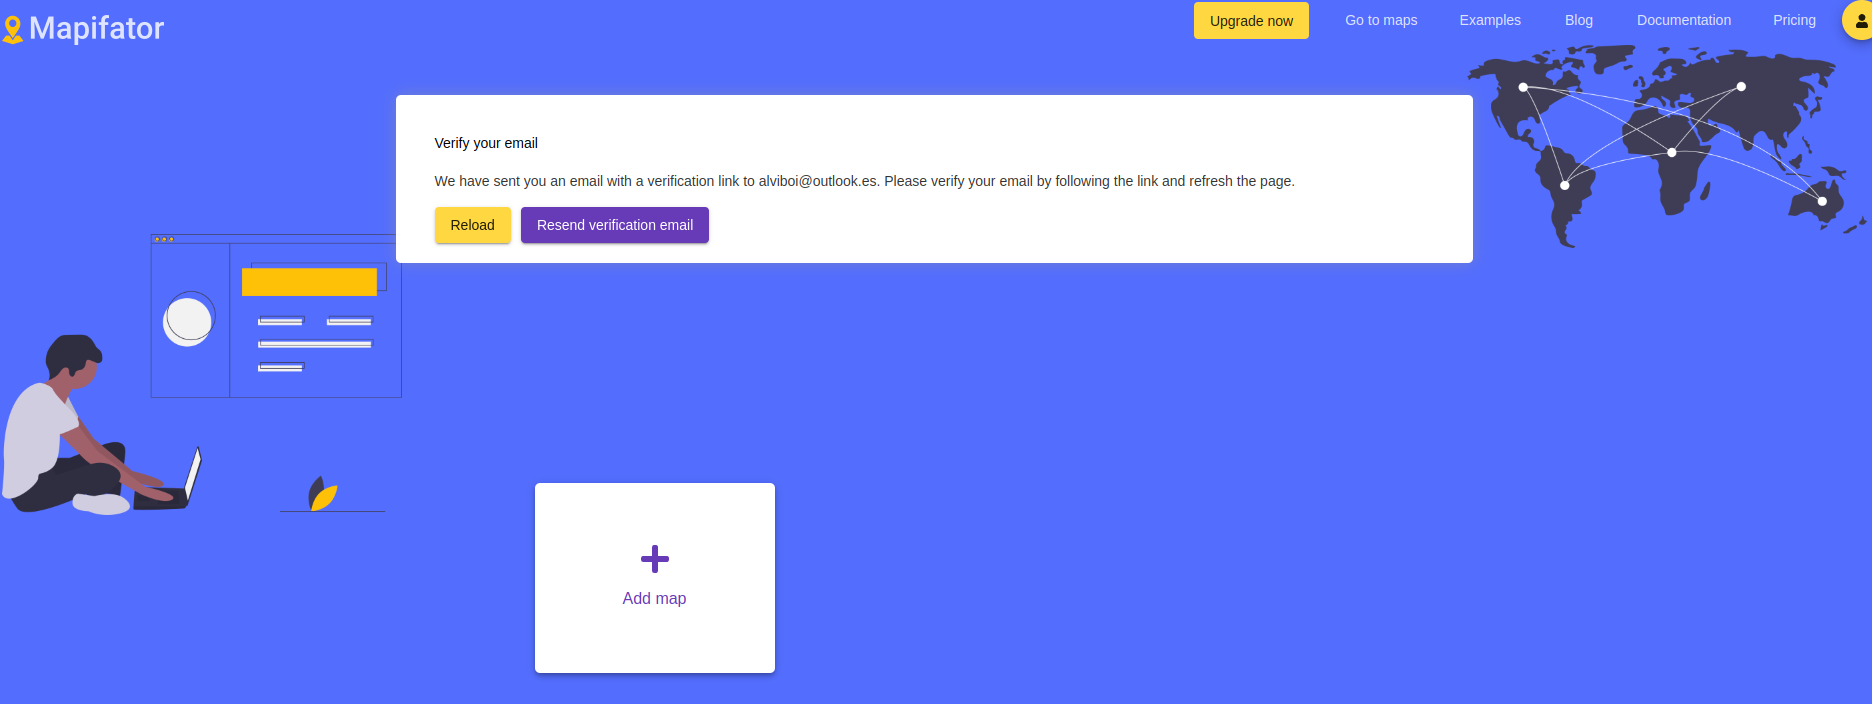 Mapifator
Upgrade now
Go to maps
Examples
Blog
Documentation
Pricing
Verify your email
We have sent you an email with a verification link to alviboi@outlook.es. Please verify your email by following the link and refresh the page.
Reload
Resend verification email
Add map